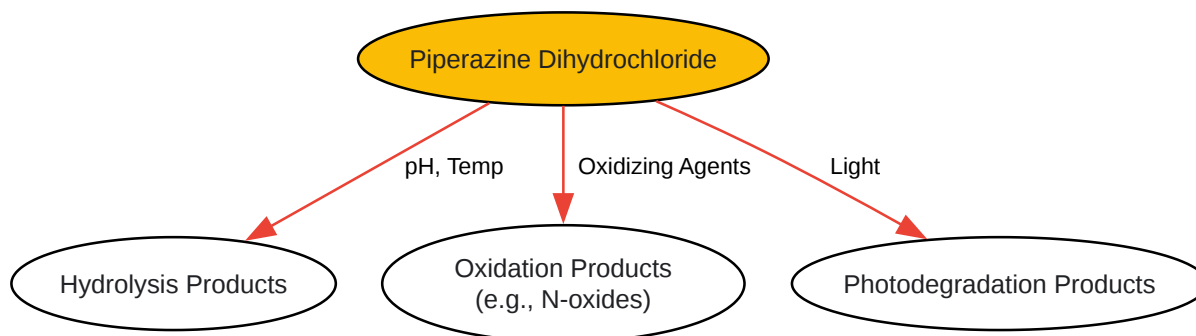 Piperazine Dihydrochloride
pH, Temp
Oxidizing Agents
Light
Hydrolysis Products
Oxidation Products
(e.g., N-oxides)
Photodegradation Products